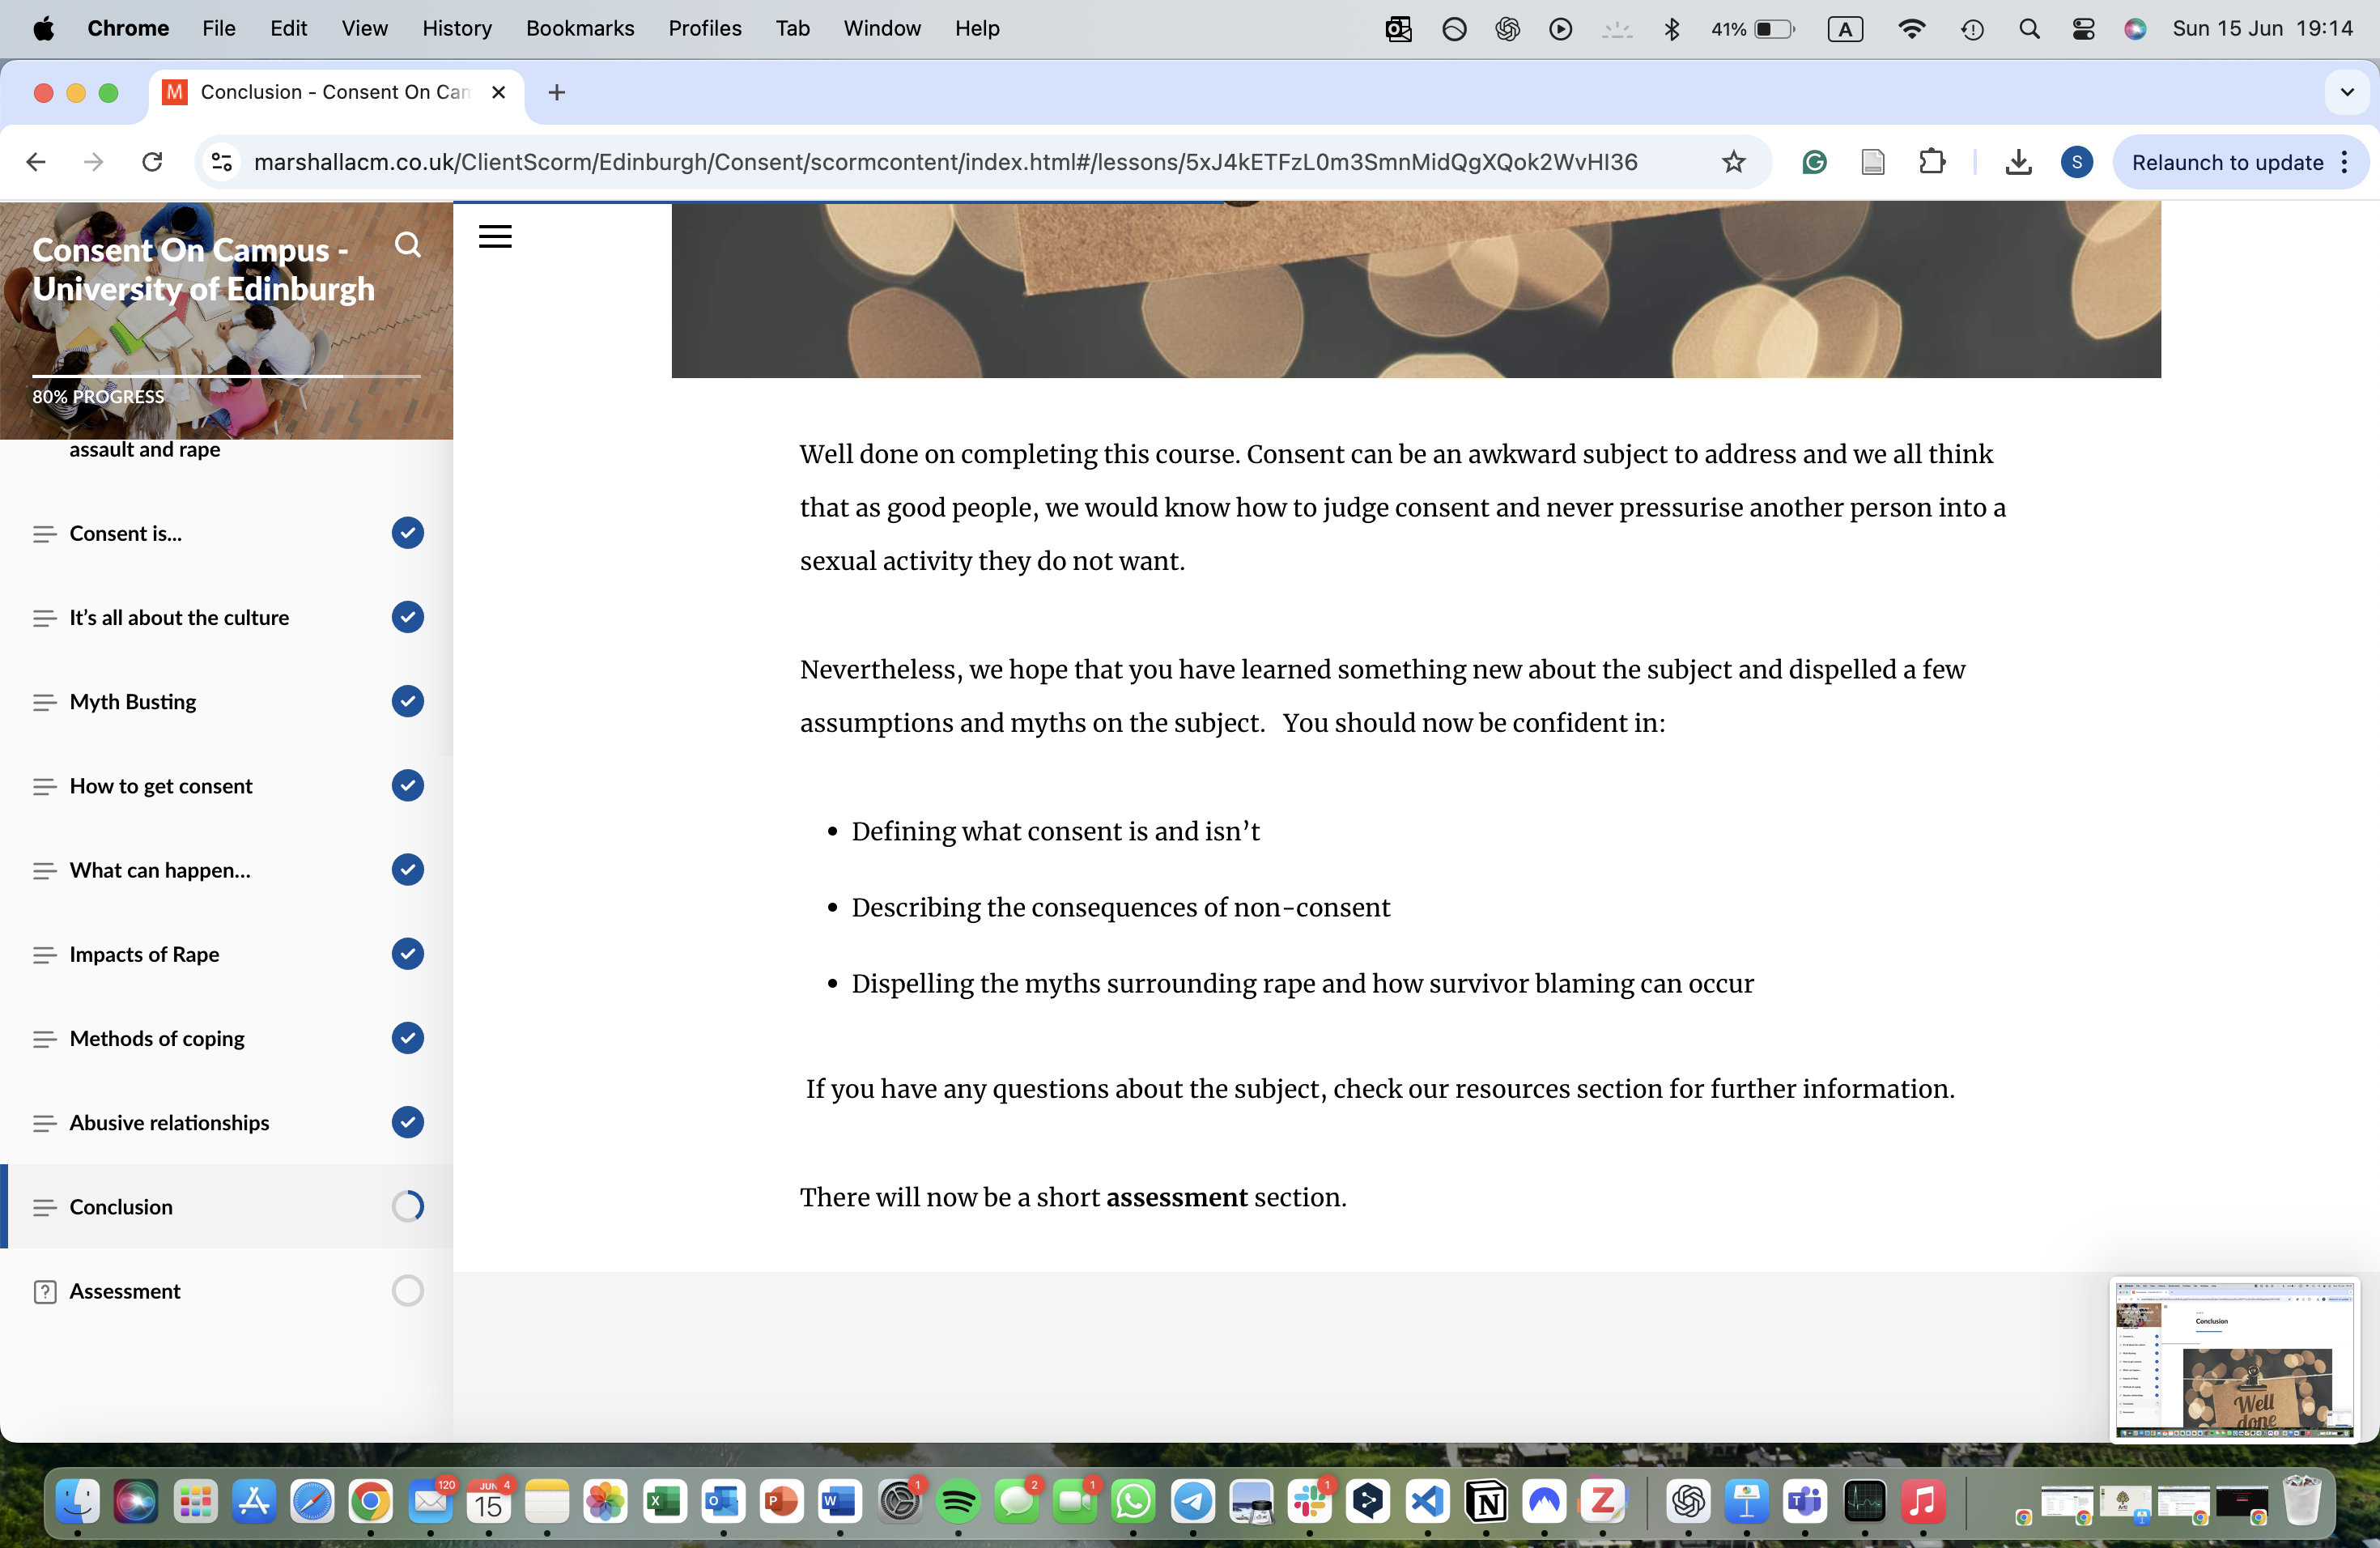 Chrome File Edit View History Bookmarks Profiles Tab Window Help 41% A Sun 15 Jun 19:14
M Conclusion - Consent On Can
marshallacm.co.uk/ClientScorm/Edinburgh/Consent/scormcontent/index.html#/lessons/5xJ4kETFzL0m3SmnMidQgXQok2WvHI36 S Relaunch to update
Consent On Campus -
University of Edinburgh
80% PROGRESS
assault and rape
Consent is...
It’s all about the culture
Myth Busting
How to get consent
What can happen...
Impacts of Rape
Methods of coping
Abusive relationships
Conclusion
Assessment
Well done on completing this course. Consent can be an awkward subject to address and we all think
that as good people, we would know how to judge consent and never pressurise another person into a
sexual activity they do not want.
Nevertheless, we hope that you have learned something new about the subject and dispelled a few
assumptions and myths on the subject.   You should now be confident in:
• Defining what consent is and isn’t
• Describing the consequences of non-consent
• Dispelling the myths surrounding rape and how survivor blaming can occur
If you have any questions about the subject, check our resources section for further information.
There will now be a short assessment section.
Conclusion
Well
done
120 JUN 4 1 2 1 1
15